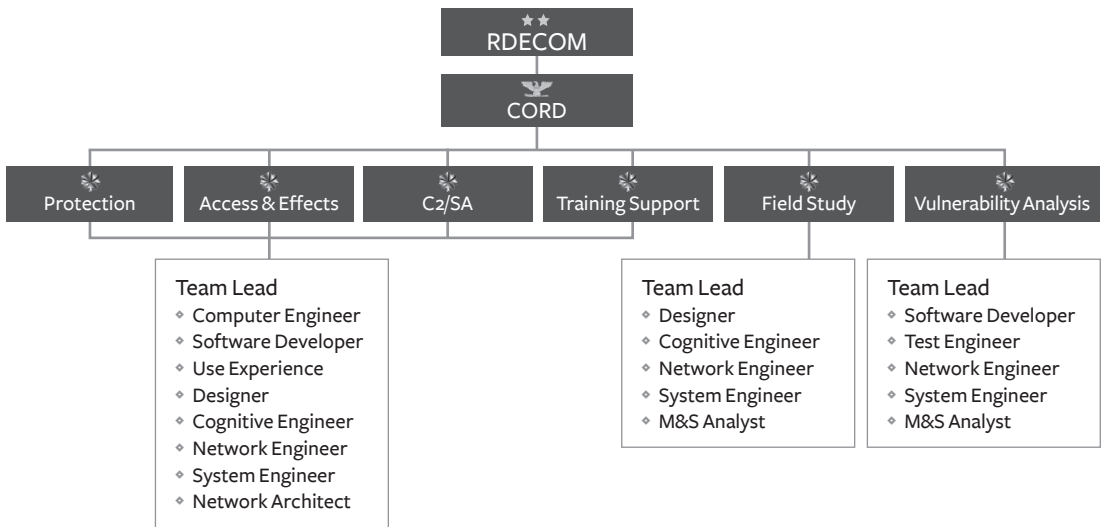 RDECOM
CORD
Protection
Access & Effects
C2/SA
Training Support
Field Study
Vulnerability Analysis
Team Lead
Computer Engineer
Software Developer
Use Experience
Designer
Cognitive Engineer
Network Engineer
System Engineer
Network Architect
Team Lead
Designer
Cognitive Engineer
Network Engineer
System Engineer
M&S Analyst
Team Lead
Software Developer
Test Engineer
Network Engineer
System Engineer
M&S Analyst